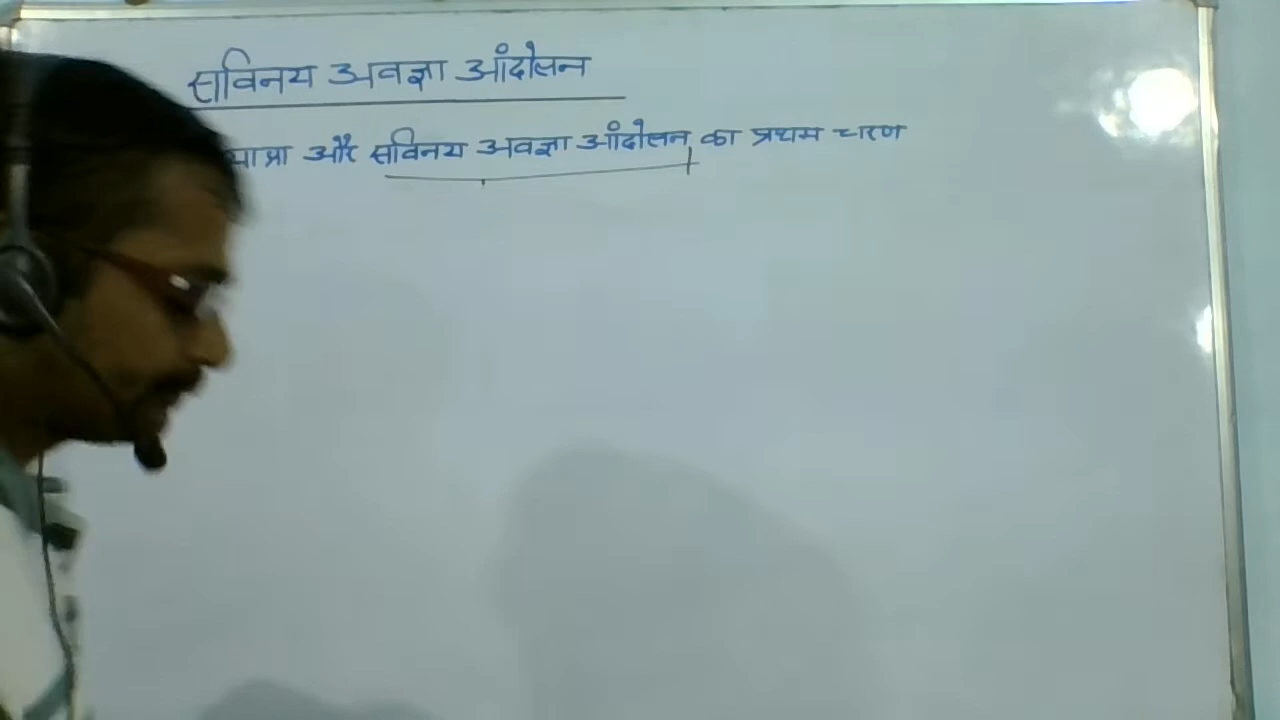 सविनय अवज्ञा आंदोलन
यात्रा और सविनय अवज्ञा आंदोलन का प्रथम चरण